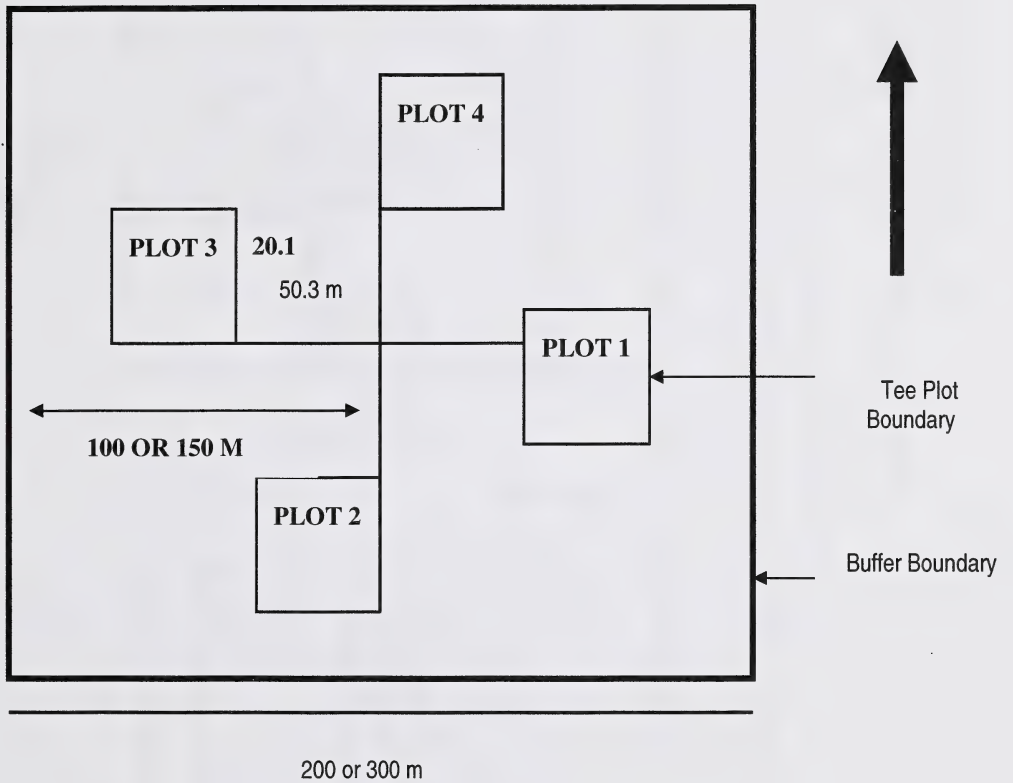 PLOT 4
PLOT 3
20.1
50.3 m
PLOT 1
Tee Plot
Boundary
100 OR 150 M
PLOT 2
Buffer Boundary
200 or 300 m